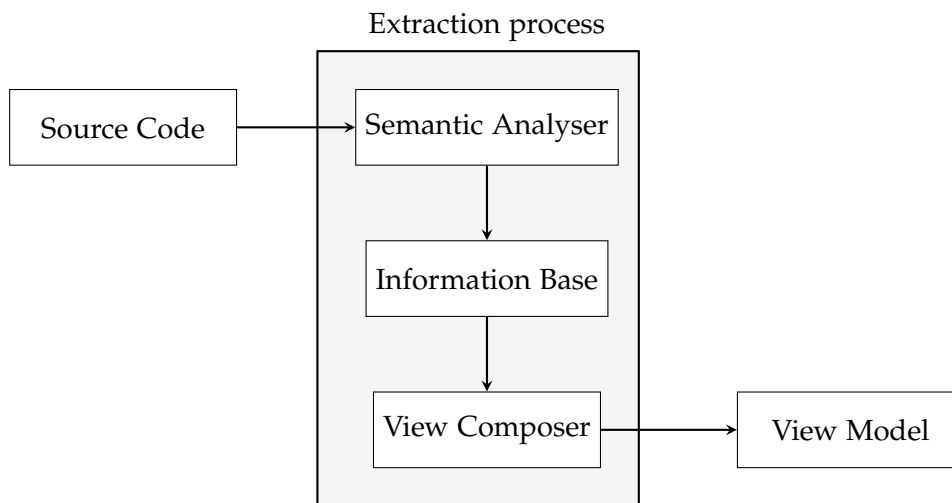 Extraction process
Source Code
Semantic Analyser
Information Base
View Composer
View Model